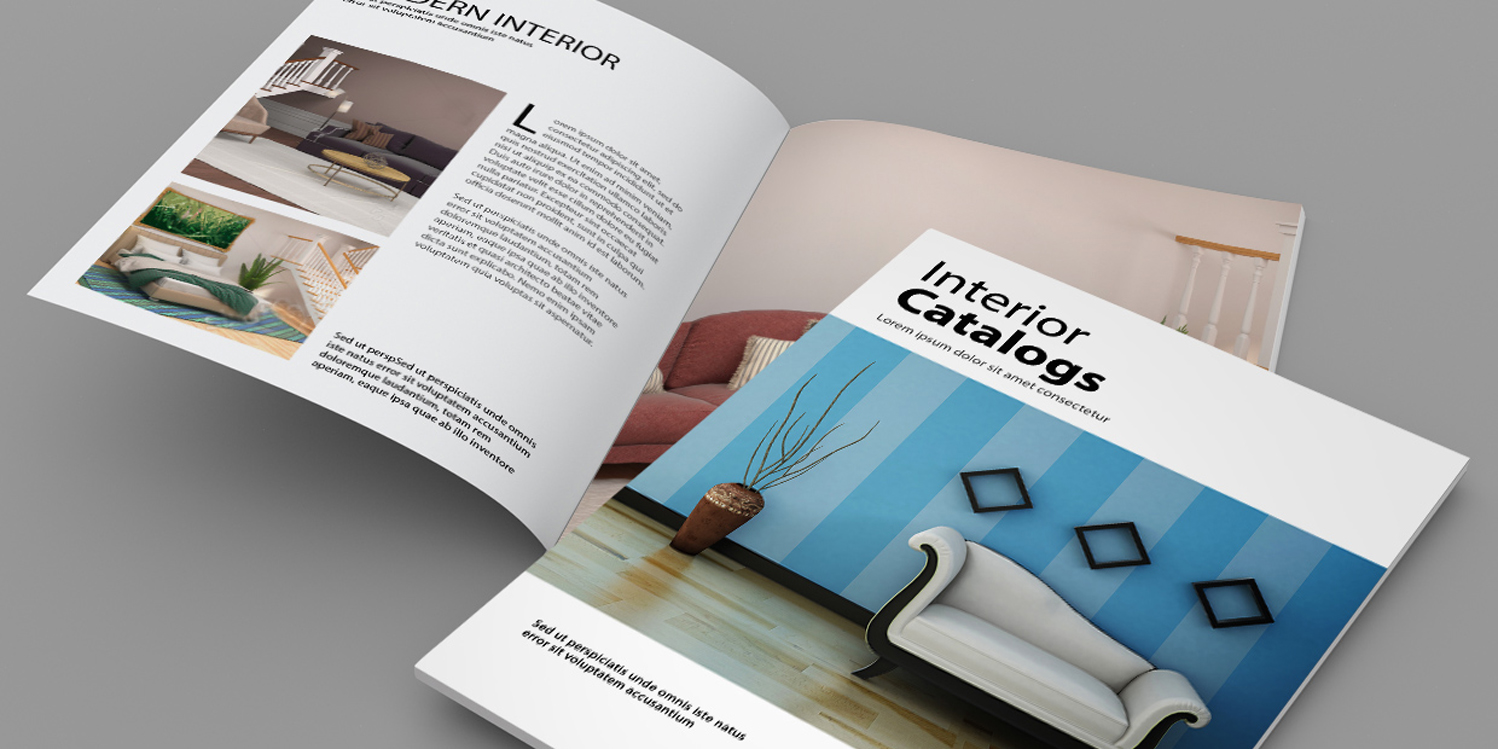 DERN INTERIOR
ut perspiciatis unde omnis iste natus
sit voluptatem accusantium
Lorem ipsum dolor sit amet,
consectetur adipiscing elit, sed do
eiusmod tempor incididunt ut et
magna aliqua. Ut enim ad minim veniam,
quis nostrud exercitation ullamco laboris
nisi ut aliquip ex ea commodo consequat.
Duis aute irure dolor in reprehenderit in
voluptate velit esse cillum dolore eu fugiat
nulla pariatur. Excepteur sint occaecat
cupidatat non proident, sunt in culpa qui
officia deserunt mollit anim id est laborum.
Sed ut perspiciatis unde omnis iste natus
error sit voluptatem accusantium
doloremque laudantium, totam rem
aperiam, eaque ipsa quae ab illo inventore
veritatis et quasi architecto beatae vitae
dicta sunt explicabo. Nemo enim ipsam
voluptatem quia voluptas sit aspernatur.
Sed ut perspSed ut perspiciatis unde omnis
iste natus error sit voluptatem accusantium
doloremque laudantium, totam rem
aperiam, eaque ipsa quae ab illo inventore
Interior
Catalogs
Lorem ipsum dolor sit amet consectetur
Sed ut perspiciatis unde omnis iste natus
error sit voluptatem accusantium